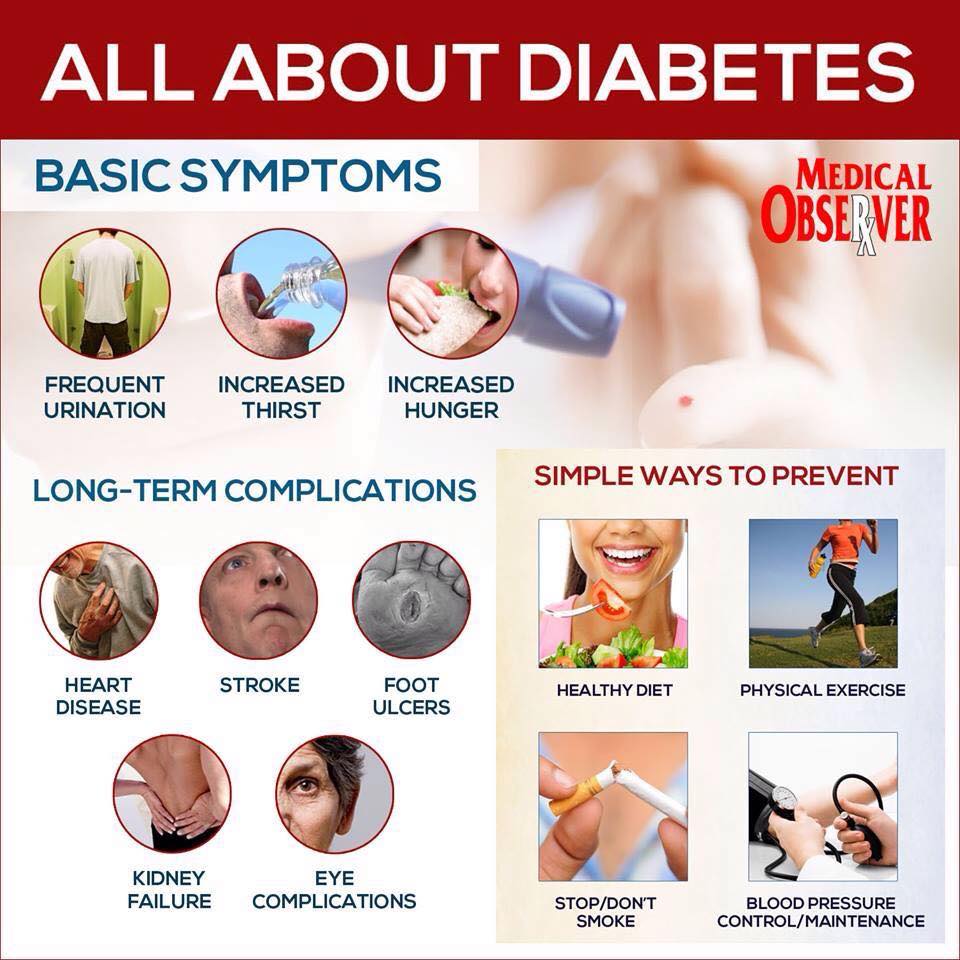 ALL ABOUT DIABETES
BASIC SYMPTOMS
MEDICAL
OBSERVER
FREQUENT
URINATION
INCREASED
THIRST
INCREASED
HUNGER
LONG-TERM COMPLICATIONS
HEART
DISEASE
STROKE
FOOT
ULCERS
KIDNEY
FAILURE
EYE
COMPLICATIONS
SIMPLE WAYS TO PREVENT
HEALTHY DIET
PHYSICAL EXERCISE
STOP/DON'T
SMOKE
BLOOD PRESSURE
CONTROL/MAINTENANCE